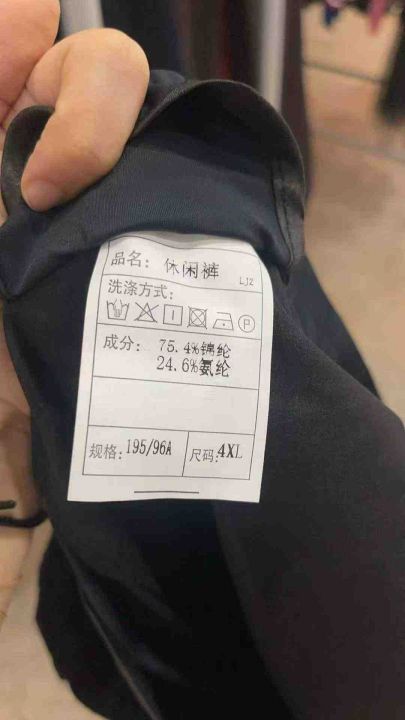 品名：休闲裤
LJZ
洗涤方式：
P
成分：75.4%锦纶
24.6%氨纶
规格：195/96A
尺码：4XL